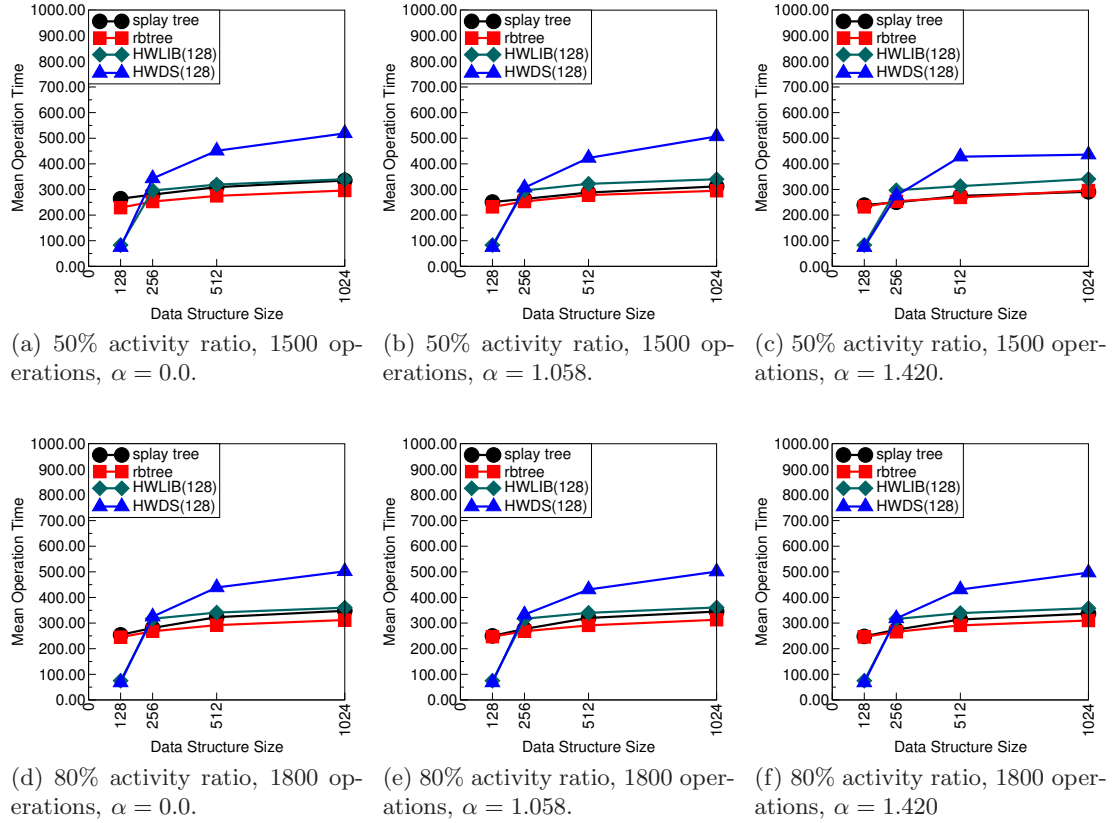 1000.00
900.00
800.00
700.00
600.00
500.00
400.00
300.00
200.00
100.00
0.00
Mean Operation Time
splay tree
rbtree
HWLIB(128)
HWDS(128)
0
128
256
512
1024
Data Structure Size
(a) 50% activity ratio, 1500 op-
erations, α = 0.0.
1000.00
900.00
800.00
700.00
600.00
500.00
400.00
300.00
200.00
100.00
0.00
Mean Operation Time
splay tree
rbtree
HWLIB(128)
HWDS(128)
0
128
256
512
1024
Data Structure Size
(b) 50% activity ratio, 1500 op-
erations, α = 1.058.
1000.00
900.00
800.00
700.00
600.00
500.00
400.00
300.00
200.00
100.00
0.00
Mean Operation Time
splay tree
rbtree
HWLIB(128)
HWDS(128)
0
128
256
512
1024
Data Structure Size
(c) 50% activity ratio, 1500 oper-
ations, α = 1.420.
1000.00
900.00
800.00
700.00
600.00
500.00
400.00
300.00
200.00
100.00
0.00
Mean Operation Time
splay tree
rbtree
HWLIB(128)
HWDS(128)
0
128
256
512
1024
Data Structure Size
(d) 80% activity ratio, 1800 op-
erations, α = 0.0.
1000.00
900.00
800.00
700.00
600.00
500.00
400.00
300.00
200.00
100.00
0.00
Mean Operation Time
splay tree
rbtree
HWLIB(128)
HWDS(128)
0
128
256
512
1024
Data Structure Size
(e) 80% activity ratio, 1800 oper-
ations, α = 1.058.
1000.00
900.00
800.00
700.00
600.00
500.00
400.00
300.00
200.00
100.00
0.00
Mean Operation Time
splay tree
rbtree
HWLIB(128)
HWDS(128)
0
128
256
512
1024
Data Structure Size
(f) 80% activity ratio, 1800 oper-
ations, α = 1.420